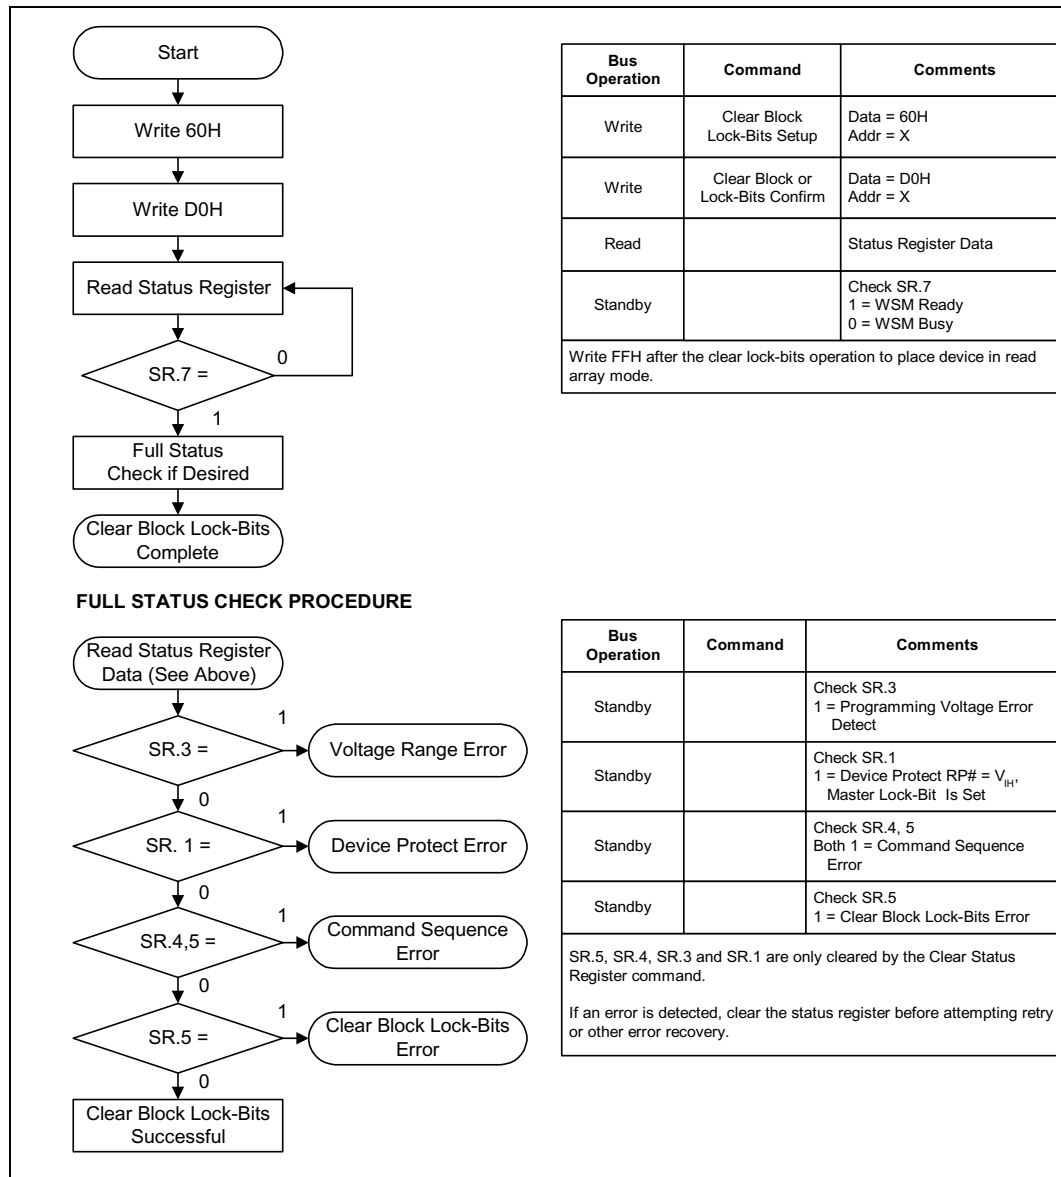 Start
Write 60H
Write D0H
Read Status Register
SR.7 =
0
1
Full Status
Check if Desired
Clear Block Lock-Bits
Complete
Bus
Operation
Command
Comments
Write
Clear Block
Lock-Bits Setup
Data = 60H
Addr = X
Write
Clear Block or
Lock-Bits Confirm
Data = D0H
Addr = X
Read
Status Register Data
Standby
Check SR.7
1 = WSM Ready
0 = WSM Busy
Write FFH after the clear lock-bits operation to place device in read
array mode.
FULL STATUS CHECK PROCEDURE
Read Status Register
Data (See Above)
SR.3 =
1
Voltage Range Error
0
SR. 1 =
1
Device Protect Error
0
SR.4,5 =
1
Command Sequence
Error
0
SR.5 =
1
Clear Block Lock-Bits
Error
0
Clear Block Lock-Bits
Successful
Bus
Operation
Command
Comments
Standby
Check SR.3
1 = Programming Voltage Error
Detect
Standby
Check SR.1
1 = Device Protect RP# = VIH,
Master Lock-Bit Is Set
Standby
Check SR.4, 5
Both 1 = Command Sequence
Error
Standby
Check SR.5
1 = Clear Block Lock-Bits Error
SR.5, SR.4, SR.3 and SR.1 are only cleared by the Clear Status
Register command.
If an error is detected, clear the status register before attempting retry
or other error recovery.